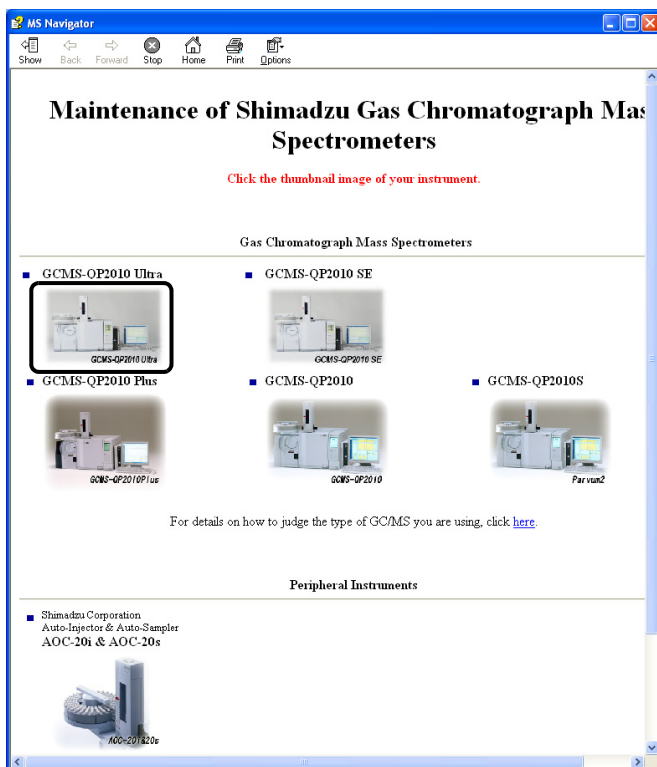 MS Navigator
Show Back Forward Stop Home Print Options
Maintenance of Shimadzu Gas Chromatograph Mas
Spectrometers
Click the thumbnail image of your instrument.
Gas Chromatograph Mass Spectrometers
GCMS-QP2010 Ultra GCMS-QP2010 SE
GCMS-QP2010 Ultra GCMS-QP2010 SE
GCMS-QP2010 Plus GCMS-QP2010 GCMS-QP2010S
GCMS-QP2010Plus GCMS-QP2010 Parvum2
For details on how to judge the type of GC/MS you are using, click here.
Peripheral Instruments
Shimadzu Corporation
Auto-Injector & Auto-Sampler
AOC-20i & AOC-20s
AOC-20i&20s